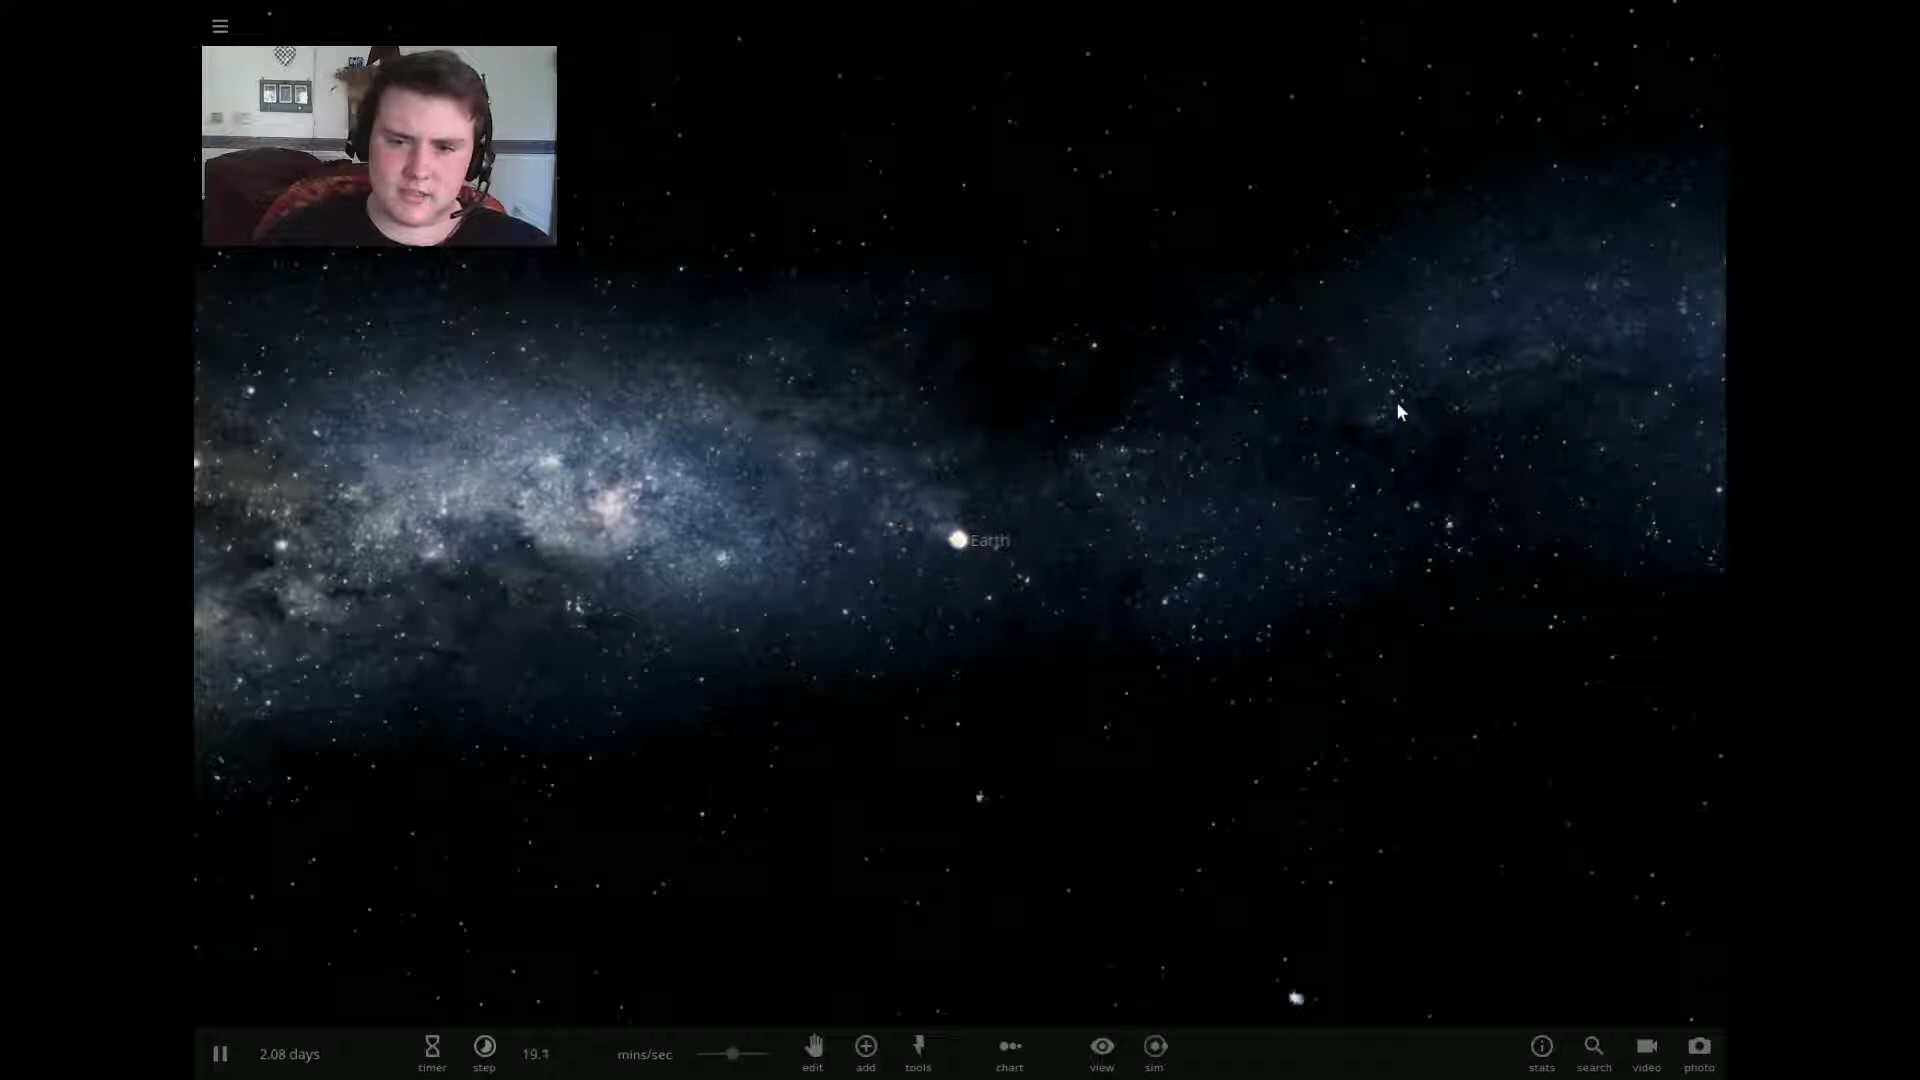 Earth
2.08 days
timer
step
19.1
mins/sec
edit
add
tools
chart
view
sim
stats
search
video
photo